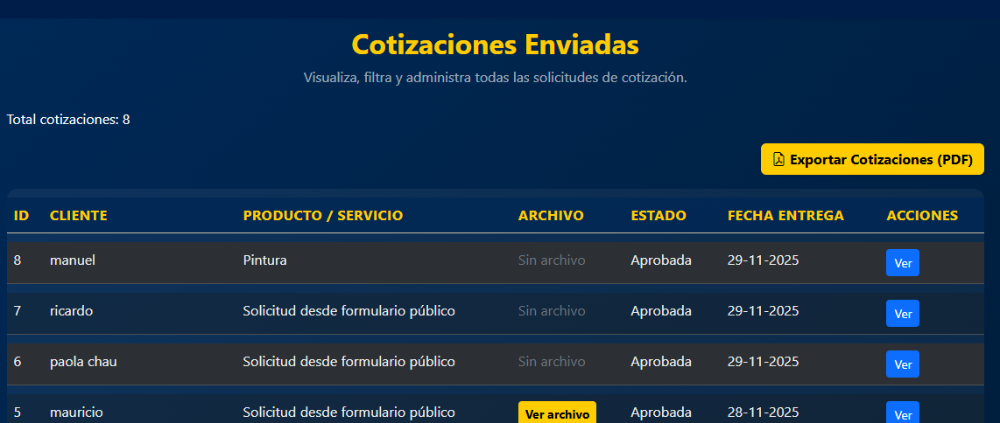 Cotizaciones Enviadas
Visualiza, filtra y administra todas las solicitudes de cotización.
Total cotizaciones: 8
Exportar Cotizaciones (PDF)
ID CLIENTE PRODUCTO / SERVICIO ARCHIVO ESTADO FECHA ENTREGA ACCIONES
8 manuel Pintura Sin archivo Aprobada 29-11-2025 Ver
7 ricardo Solicitud desde formulario público Sin archivo Aprobada 29-11-2025 Ver
6 paola chau Solicitud desde formulario público Sin archivo Aprobada 29-11-2025 Ver
5 mauricio Solicitud desde formulario público Ver archivo Aprobada 28-11-2025 Ver